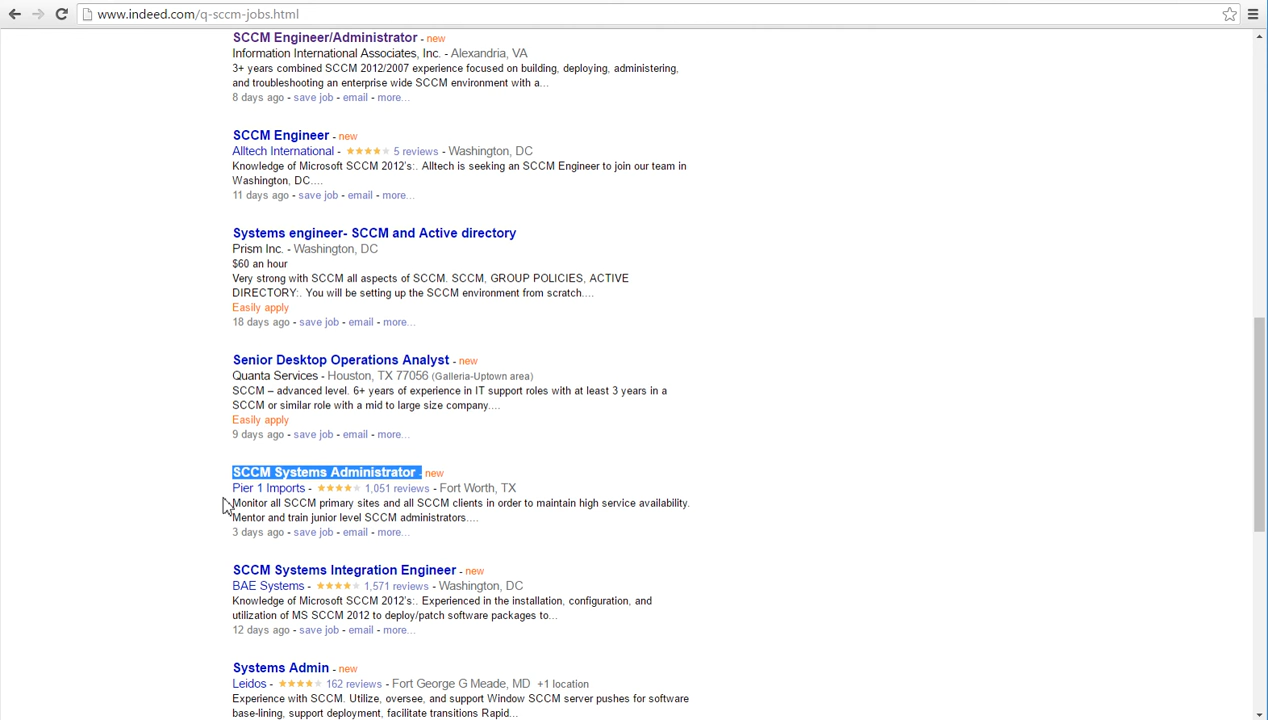 www.indeed.com/q-sccm-jobs.html
SCCM Engineer/Administrator - new
Information International Associates, Inc. - Alexandria, VA
3+ years combined SCCM 2012/2007 experience focused on building, deploying, administering,
and troubleshooting an enterprise wide SCCM environment with a...
8 days ago - save job - email - more...
SCCM Engineer - new
Alltech International - 5 reviews - Washington, DC
Knowledge of Microsoft SCCM 2012's:. Alltech is seeking an SCCM Engineer to join our team in
Washington, DC....
11 days ago - save job - email - more...
Systems engineer- SCCM and Active directory
Prism Inc. - Washington, DC
$60 an hour
Very strong with SCCM all aspects of SCCM. SCCM, GROUP POLICIES, ACTIVE
DIRECTORY:. You will be setting up the SCCM environment from scratch....
Easily apply
18 days ago - save job - email - more...
Senior Desktop Operations Analyst - new
Quanta Services - Houston, TX 77056 (Galleria-Uptown area)
SCCM – advanced level. 6+ years of experience in IT support roles with at least 3 years in a
SCCM or similar role with a mid to large size company....
Easily apply
9 days ago - save job - email - more...
SCCM Systems Administrator - new
Pier 1 Imports - 1,051 reviews - Fort Worth, TX
Monitor all SCCM primary sites and all SCCM clients in order to maintain high service availability.
Mentor and train junior level SCCM administrators....
3 days ago - save job - email - more...
SCCM Systems Integration Engineer - new
BAE Systems - 1,571 reviews - Washington, DC
Knowledge of Microsoft SCCM 2012's:. Experienced in the installation, configuration, and
utilization of MS SCCM 2012 to deploy/patch software packages to...
12 days ago - save job - email - more...
Systems Admin - new
Leidos - 162 reviews - Fort George G Meade, MD +1 location
Experience with SCCM. Utilize, oversee, and support Window SCCM server pushes for software
base-lining, support deployment, facilitate transitions Rapid...